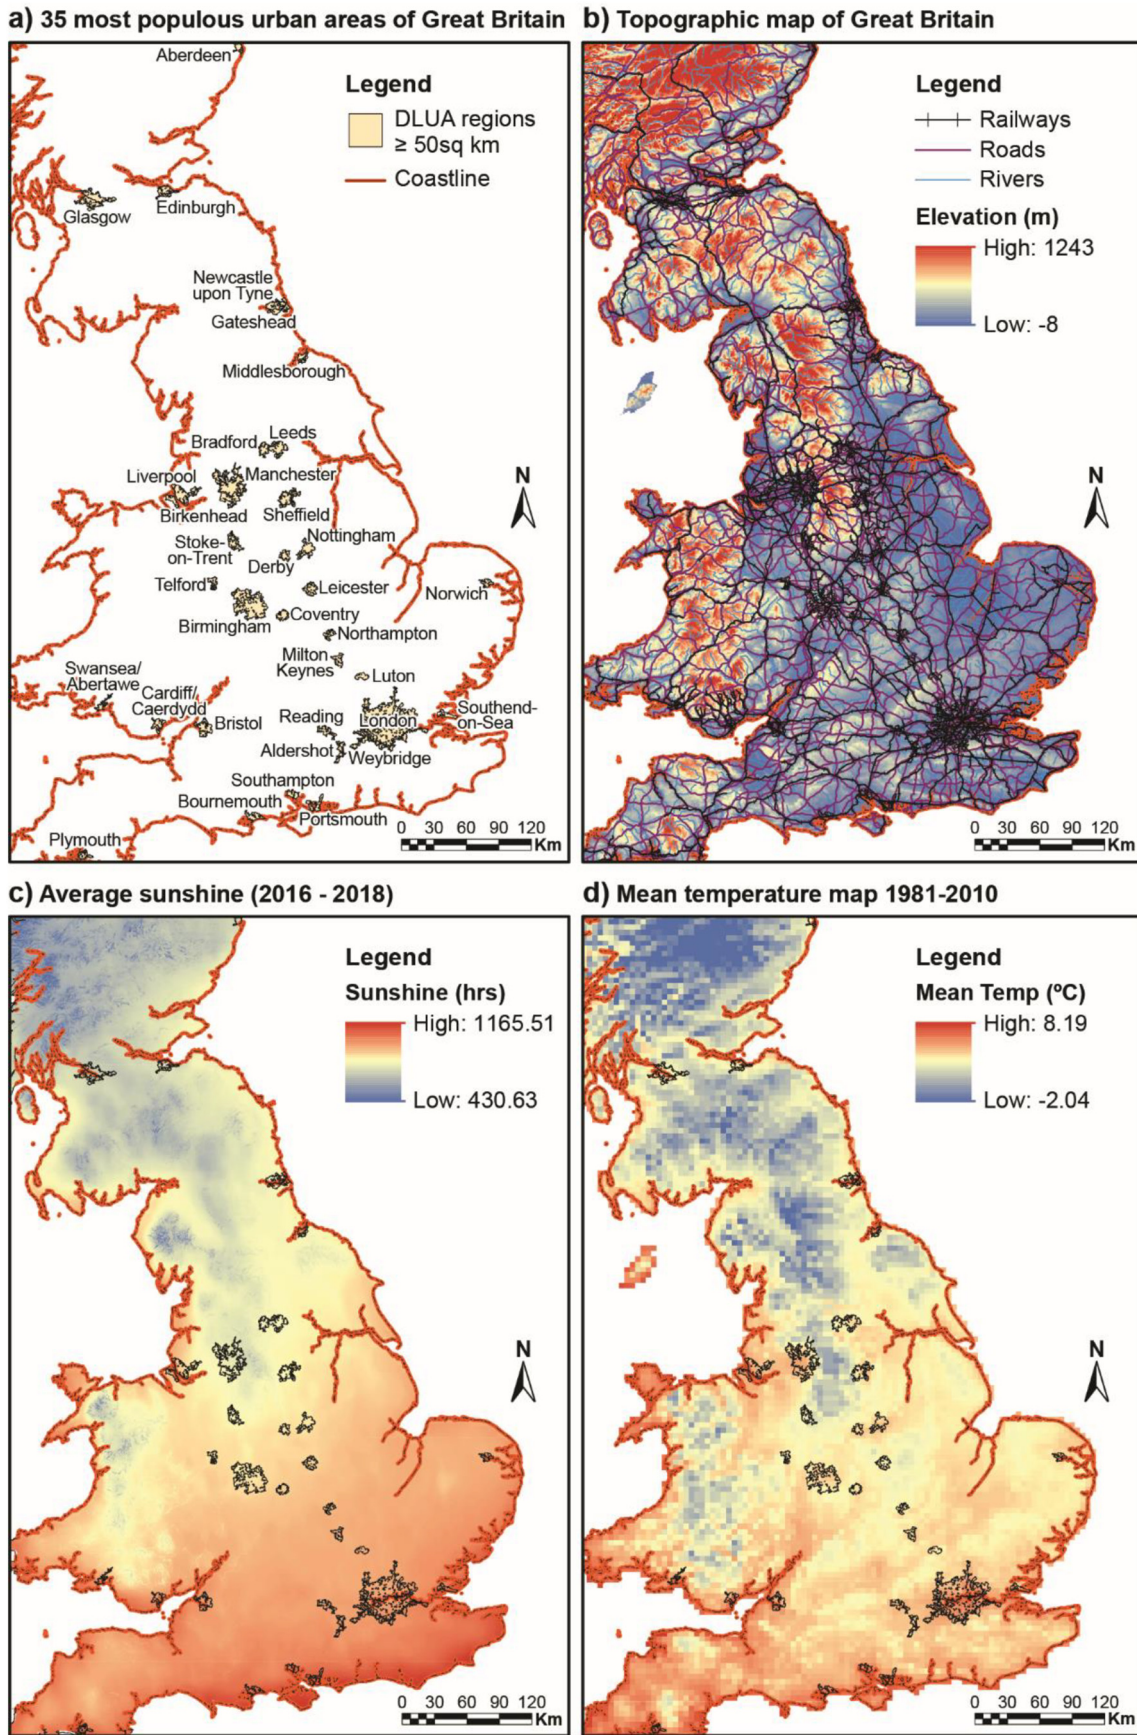 a) 35 most populous urban areas of Great Britain
Aberdeen
Legend
DLUA regions
≥ 50sq km
Coastline
Glasgow
Edinburgh
Newcastle
upon Tyne
Gateshead
Middlesborough
Bradford
Leeds
Liverpool
Manchester
Birkenhead
Sheffield
N
Stoke-
on-Trent
Nottingham
Derby
Telford
Leicester
Norwich
Birmingham
Coventry
Northampton
Milton
Keynes
Swansea/
Abertawe
Luton
Cardiff/
Caerdydd
Bristol
Reading
London
Southend-
on-Sea
Aldershot
Weybridge
Southampton
Bournemouth
Portsmouth
Plymouth
0 30 60 90 120
Km
b) Topographic map of Great Britain
Legend
Railways
Roads
Rivers
Elevation (m)
High: 1243
Low: -8
N
0 30 60 90 120
Km
c) Average sunshine (2016 - 2018)
Legend
Sunshine (hrs)
High: 1165.51
Low: 430.63
N
0 30 60 90 120
Km
d) Mean temperature map 1981-2010
Legend
Mean Temp (ºC)
High: 8.19
Low: -2.04
N
0 30 60 90 120
Km